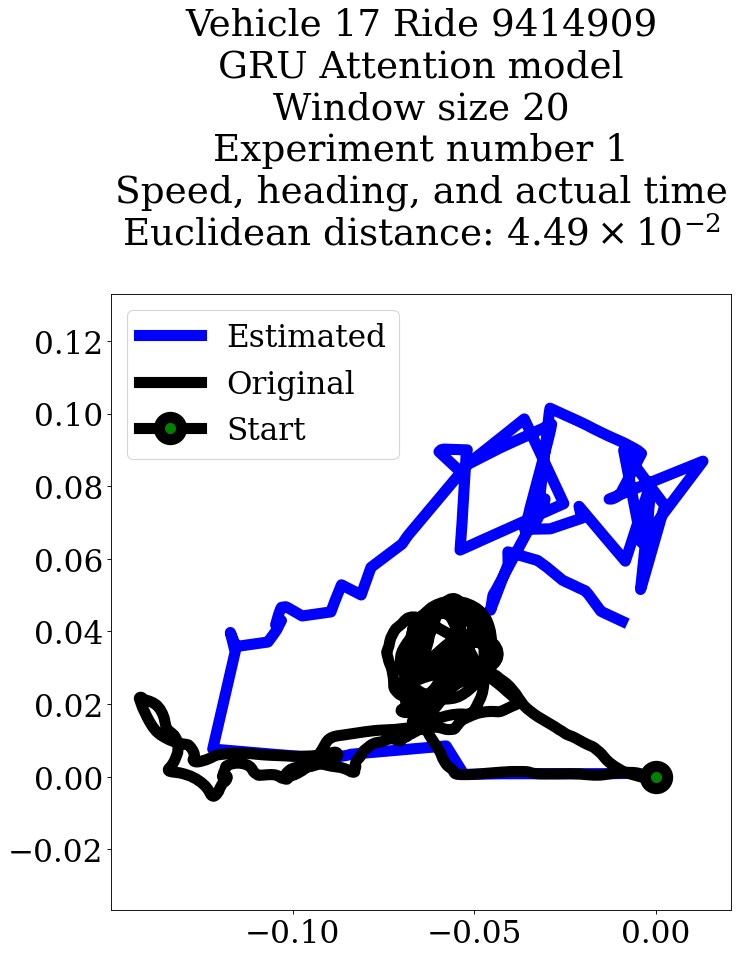 Vehicle 17 Ride 9414909
GRU Attention model
Window size 20
Experiment number 1
Speed, heading, and actual time
Euclidean distance: 4.49 × 10⁻²
Estimated
Original
Start
0.12
0.10
0.08
0.06
0.04
0.02
0.00
−0.02
−0.10
−0.05
0.00